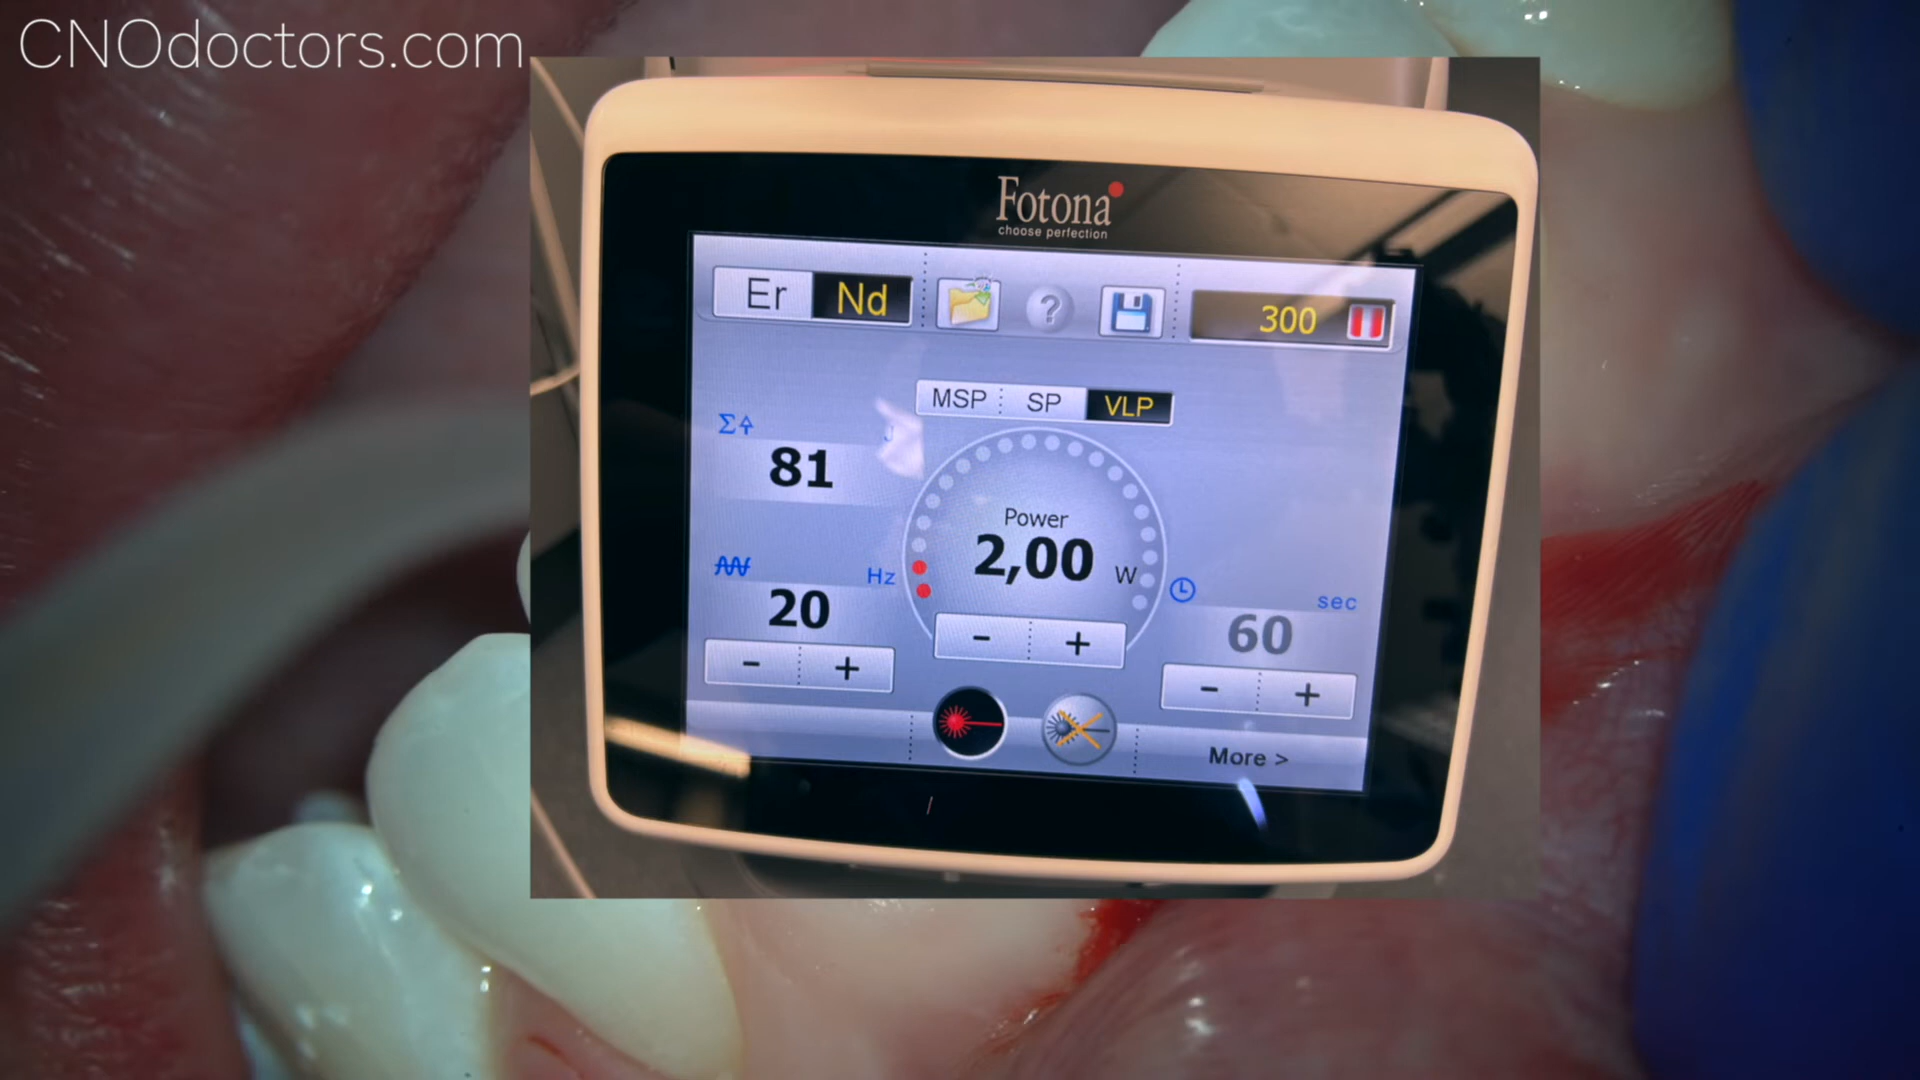 CNOdoctors.com
Fotona
choose perfection
Er Nd ? 300
MSP SP VLP
Σ J
81
Power
2,00 W
Hz
20
sec
60
- +
- +
- +
More >